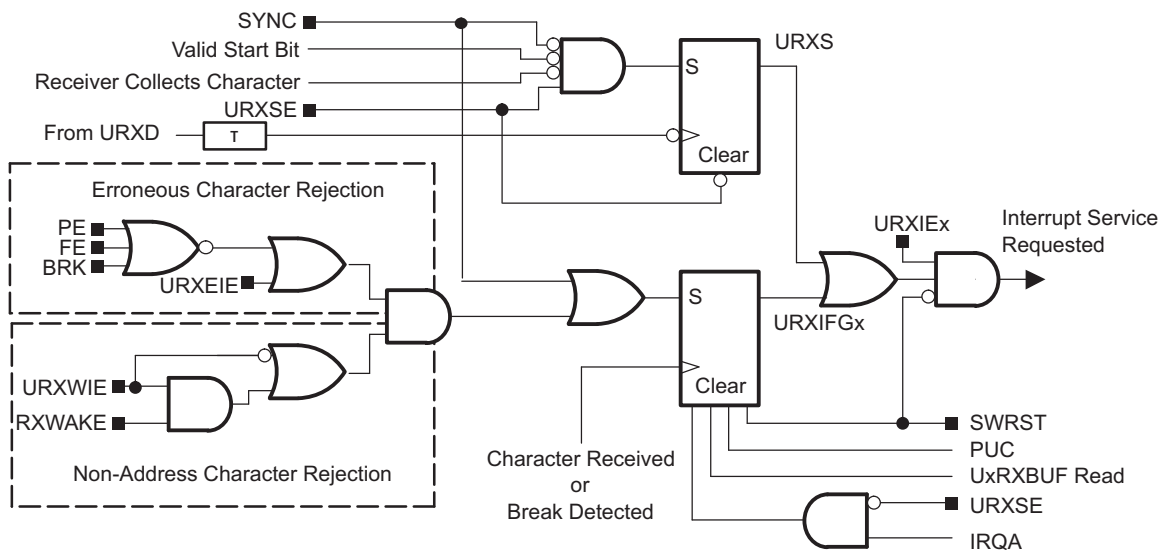 SYNC
Valid Start Bit
Receiver Collects Character
URXSE
From URXD
T
S
URXS
Clear
Erroneous Character Rejection
PE
FE
BRK
URXEIE
URXIEx
Interrupt Service
Requested
S
URXIFGx
Clear
URXWIE
RXWAKE
Non-Address Character Rejection
Character Received
or
Break Detected
SWRST
PUC
UxRXBUF Read
URXSE
IRQA